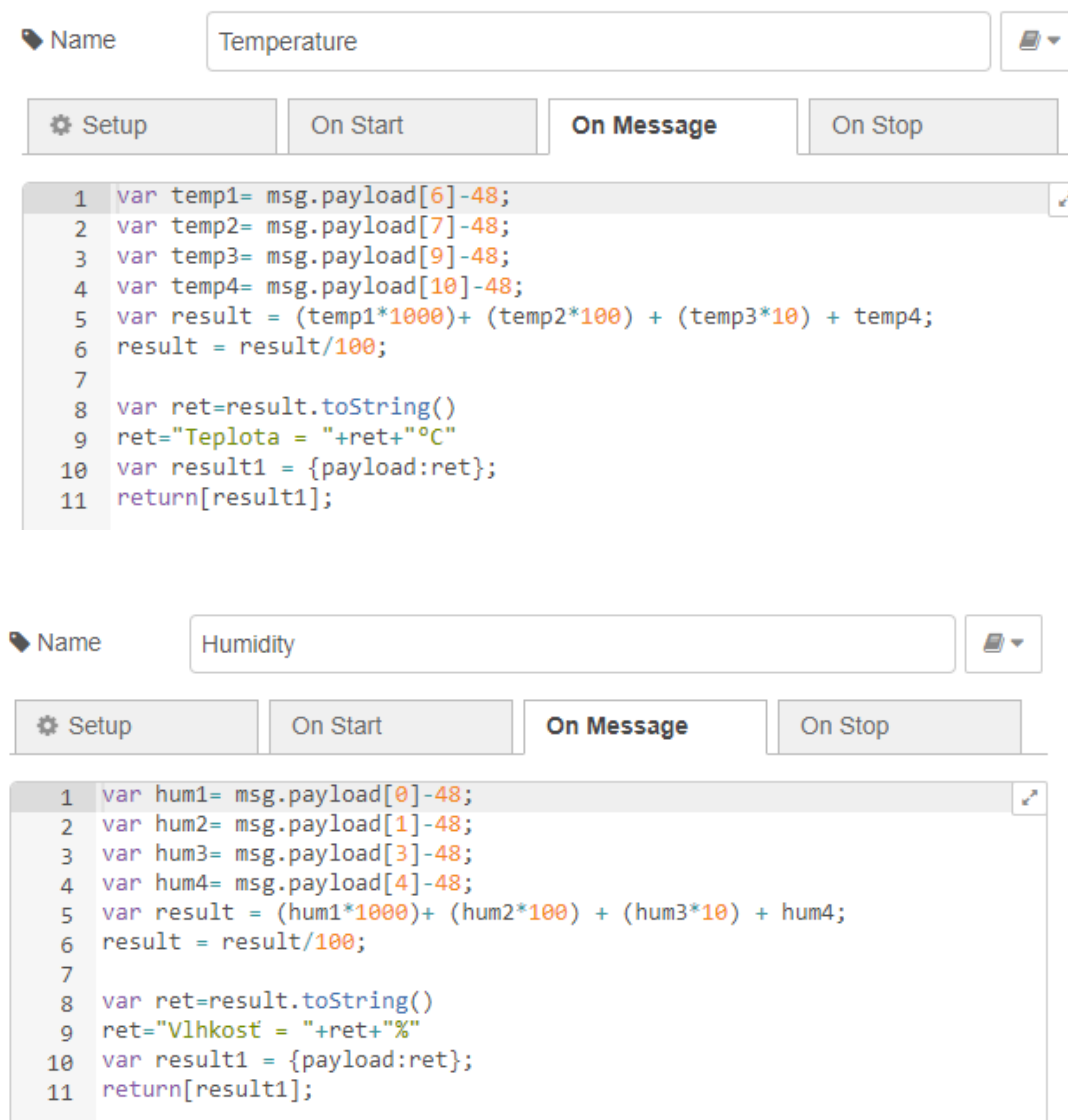 Name Temperature
Setup On Start On Message On Stop
1 var temp1= msg.payload[6]-48;
2 var temp2= msg.payload[7]-48;
3 var temp3= msg.payload[9]-48;
4 var temp4= msg.payload[10]-48;
5 var result = (temp1*1000)+ (temp2*100) + (temp3*10) + temp4;
6 result = result/100;
7
8 var ret=result.toString()
9 ret="Teplota = "+ret+"°C"
10 var result1 = {payload:ret};
11 return[result1];
Name Humidity
Setup On Start On Message On Stop
1 var hum1= msg.payload[0]-48;
2 var hum2= msg.payload[1]-48;
3 var hum3= msg.payload[3]-48;
4 var hum4= msg.payload[4]-48;
5 var result = (hum1*1000)+ (hum2*100) + (hum3*10) + hum4;
6 result = result/100;
7
8 var ret=result.toString()
9 ret="Vlhkosť = "+ret+"%"
10 var result1 = {payload:ret};
11 return[result1];